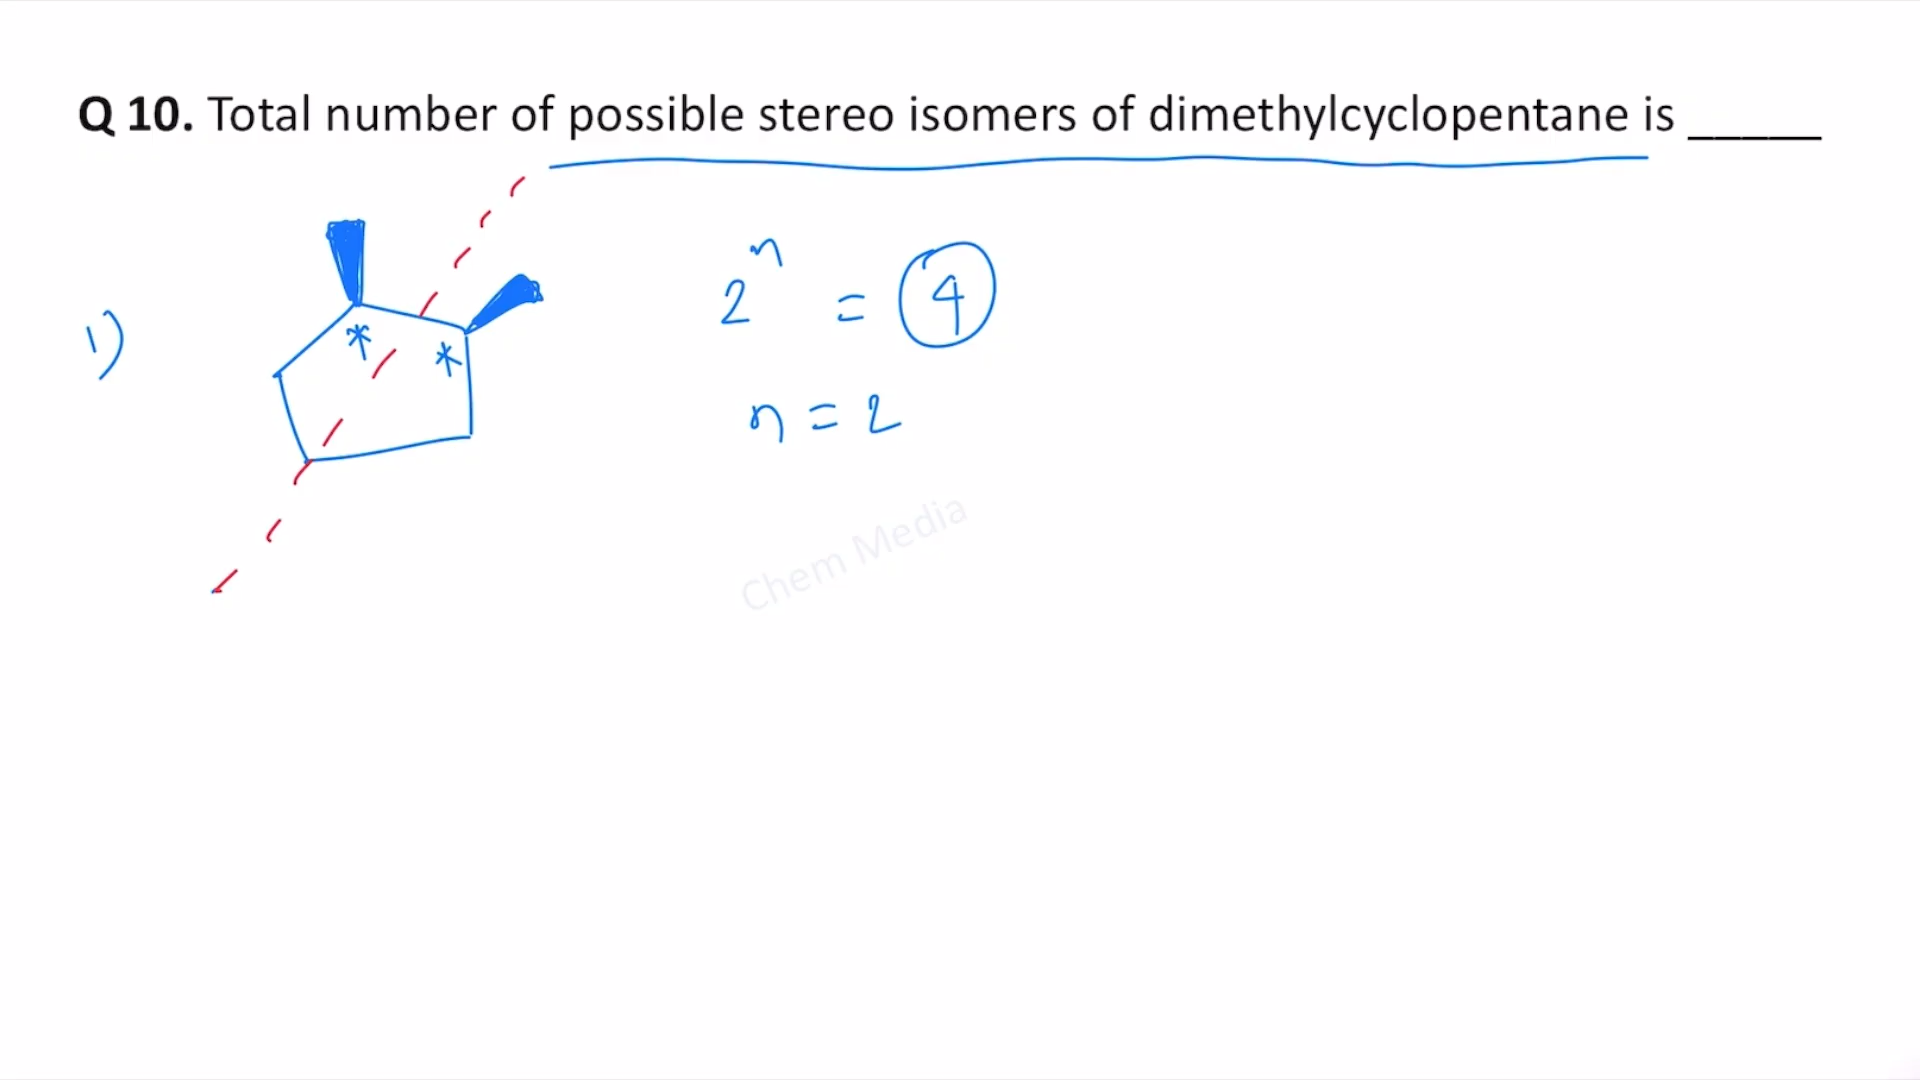 Q 10. Total number of possible stereo isomers of dimethylcyclopentane is _____
1)
* *
2^n = 4
n = 2
Chem Media